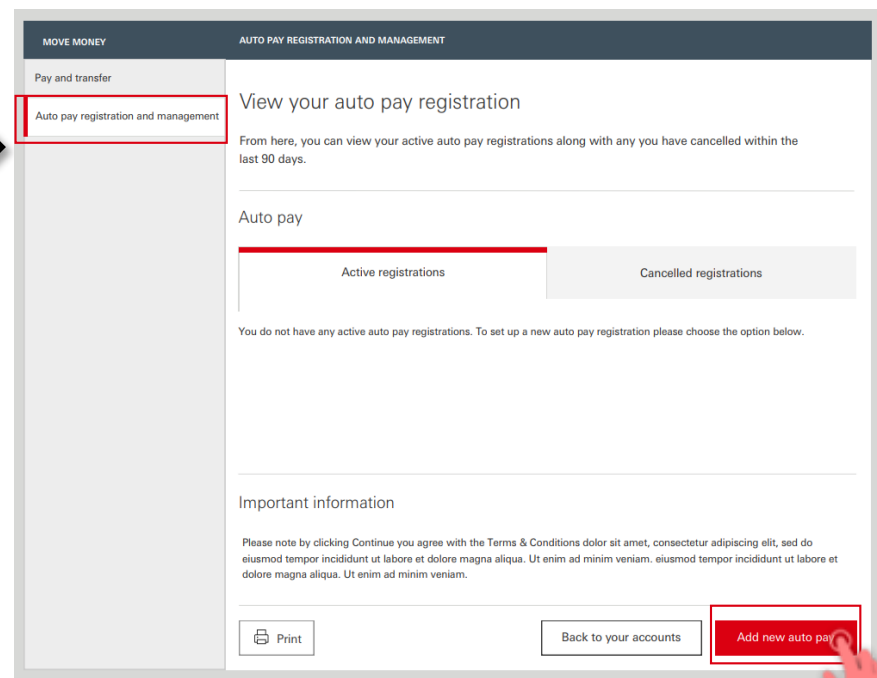 MOVE MONEY
AUTO PAY REGISTRATION AND MANAGEMENT
Pay and transfer
Auto pay registration and management
View your auto pay registration
From here, you can view your active auto pay registrations along with any you have cancelled within the
last 90 days.
Auto pay
Active registrations
Cancelled registrations
You do not have any active auto pay registrations. To set up a new auto pay registration please choose the option below.
Important information
Please note by clicking Continue you agree with the Terms & Conditions dolor sit amet, consectetur adipiscing elit, sed do
eiusmod tempor incididunt ut labore et dolore magna aliqua. Ut enim ad minim veniam. eiusmod tempor incididunt ut labore et
dolore magna aliqua. Ut enim ad minim veniam.
Print
Back to your accounts
Add new auto pay